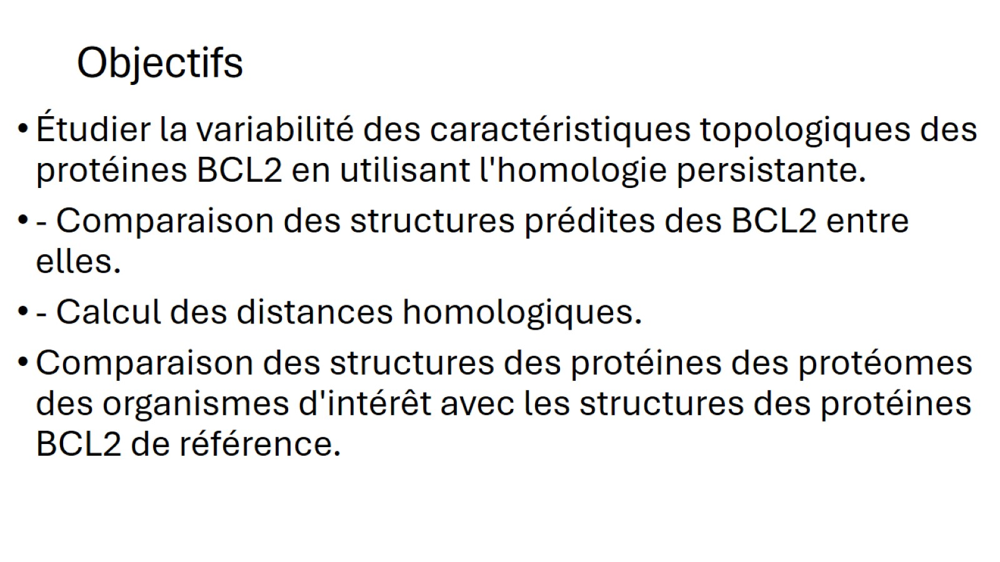 Objectifs
• Étudier la variabilité des caractéristiques topologiques des
protéines BCL2 en utilisant l'homologie persistante.
• - Comparaison des structures prédites des BCL2 entre
elles.
• - Calcul des distances homologiques.
• Comparaison des structures des protéines des protéomes
des organismes d'intérêt avec les structures des protéines
BCL2 de référence.